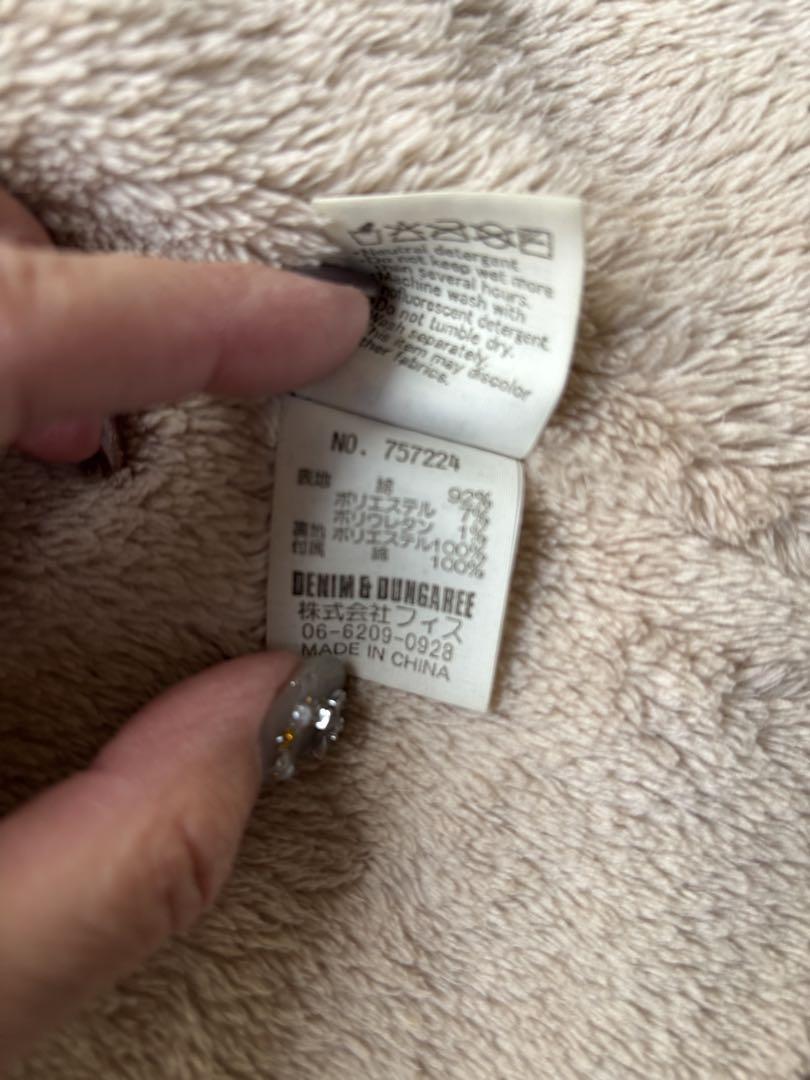 Neutral detergent.
Do not keep wet more
several hours.
machine wash with
fluorescent detergent.
Do not tumble dry.
Wash separately.
item may discolor
other fabrics.
NO. 757224
表地 綿 92%
ポリエステル 7%
ポリウレタン 1%
裏地 ポリエステル100%
付属 綿 100%
DENIM & DUNGAREE
株式会社フィス
06-6209-0928
MADE IN CHINA